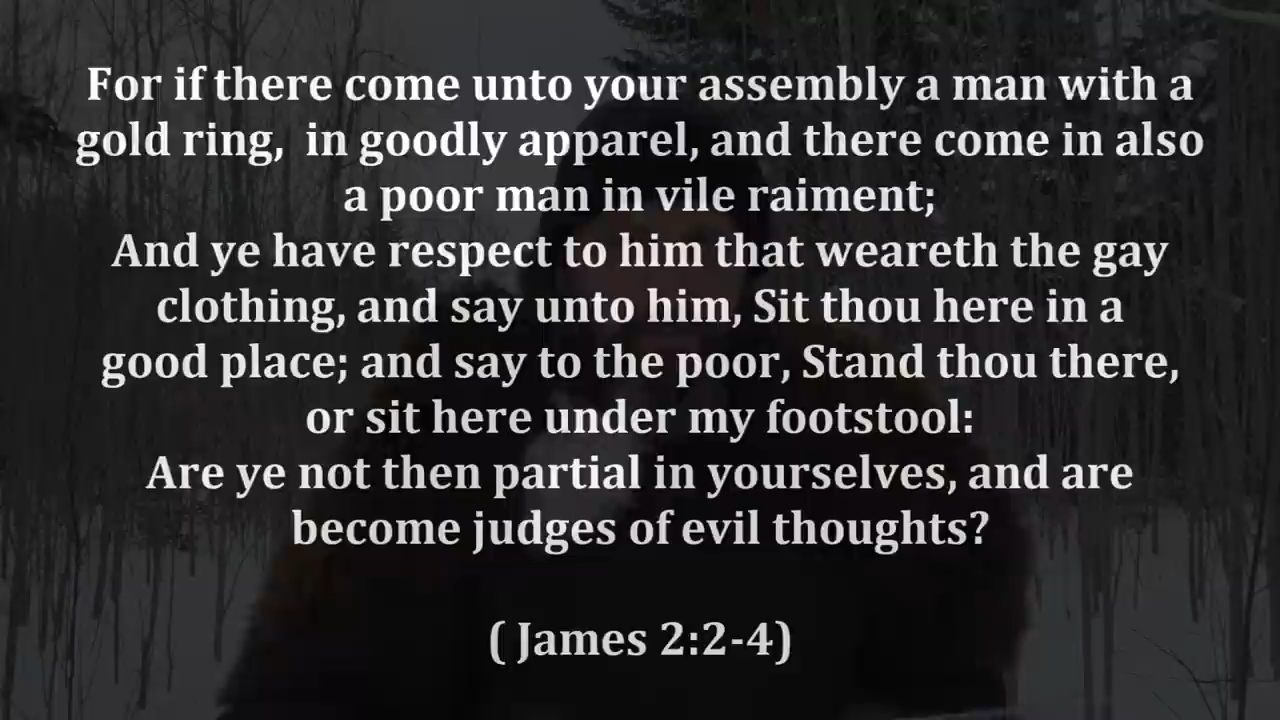 For if there come unto your assembly a man with a
gold ring,  in goodly apparel, and there come in also
a poor man in vile raiment;
And ye have respect to him that weareth the gay
clothing, and say unto him, Sit thou here in a
good place; and say to the poor, Stand thou there,
or sit here under my footstool:
Are ye not then partial in yourselves, and are
become judges of evil thoughts?
( James 2:2-4)